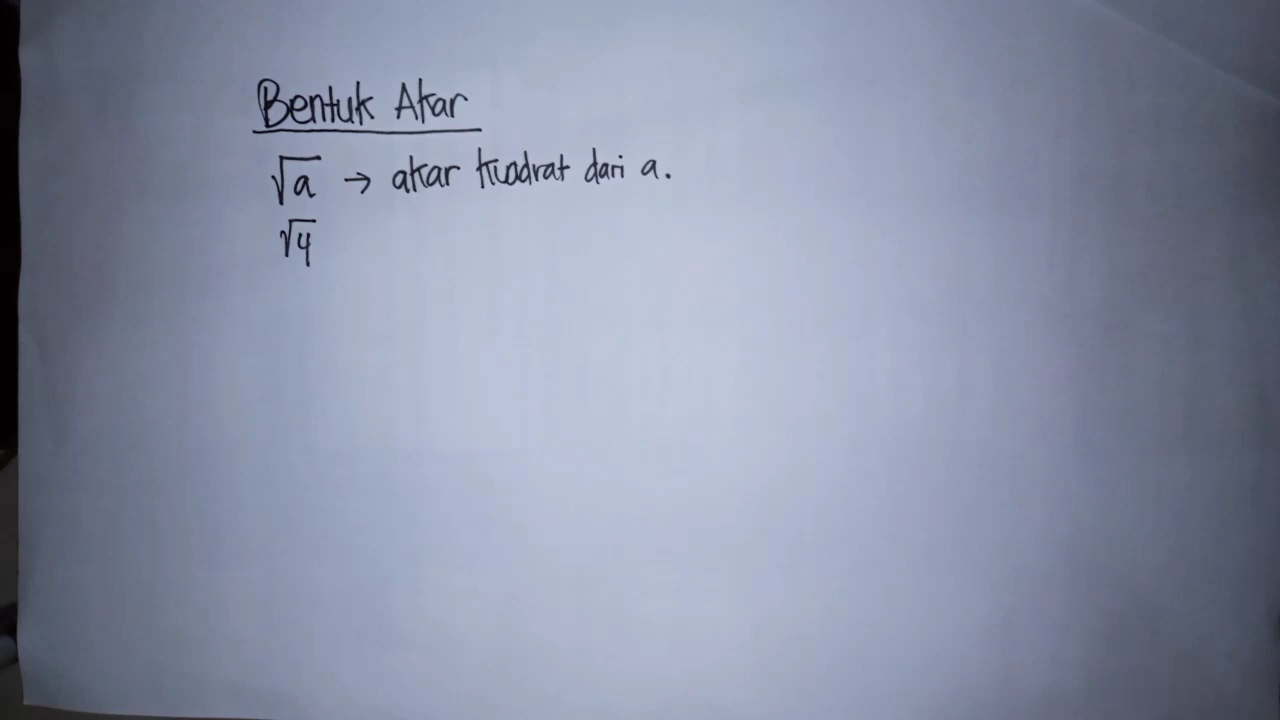 Bentuk Akar
√a → akar kuadrat dari a.
√4